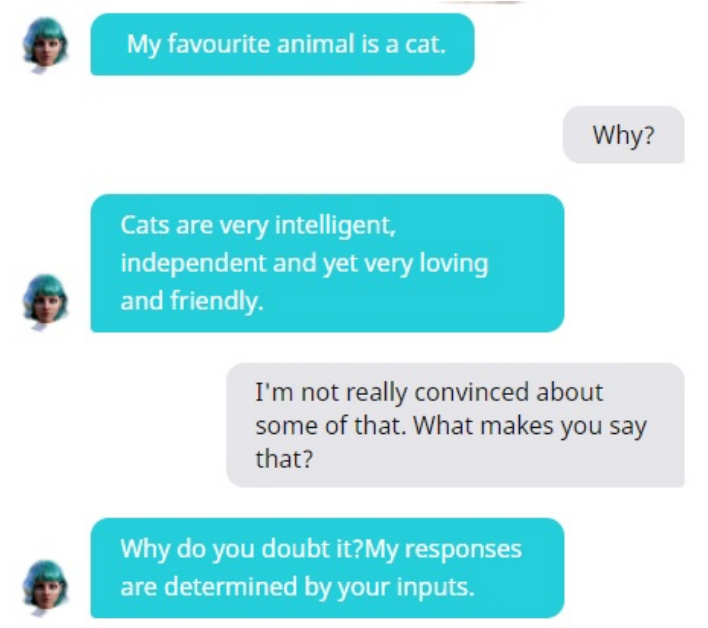 My favourite animal is a cat.
Why?
Cats are very intelligent,
independent and yet very loving
and friendly.
I'm not really convinced about
some of that. What makes you say
that?
Why do you doubt it?My responses
are determined by your inputs.